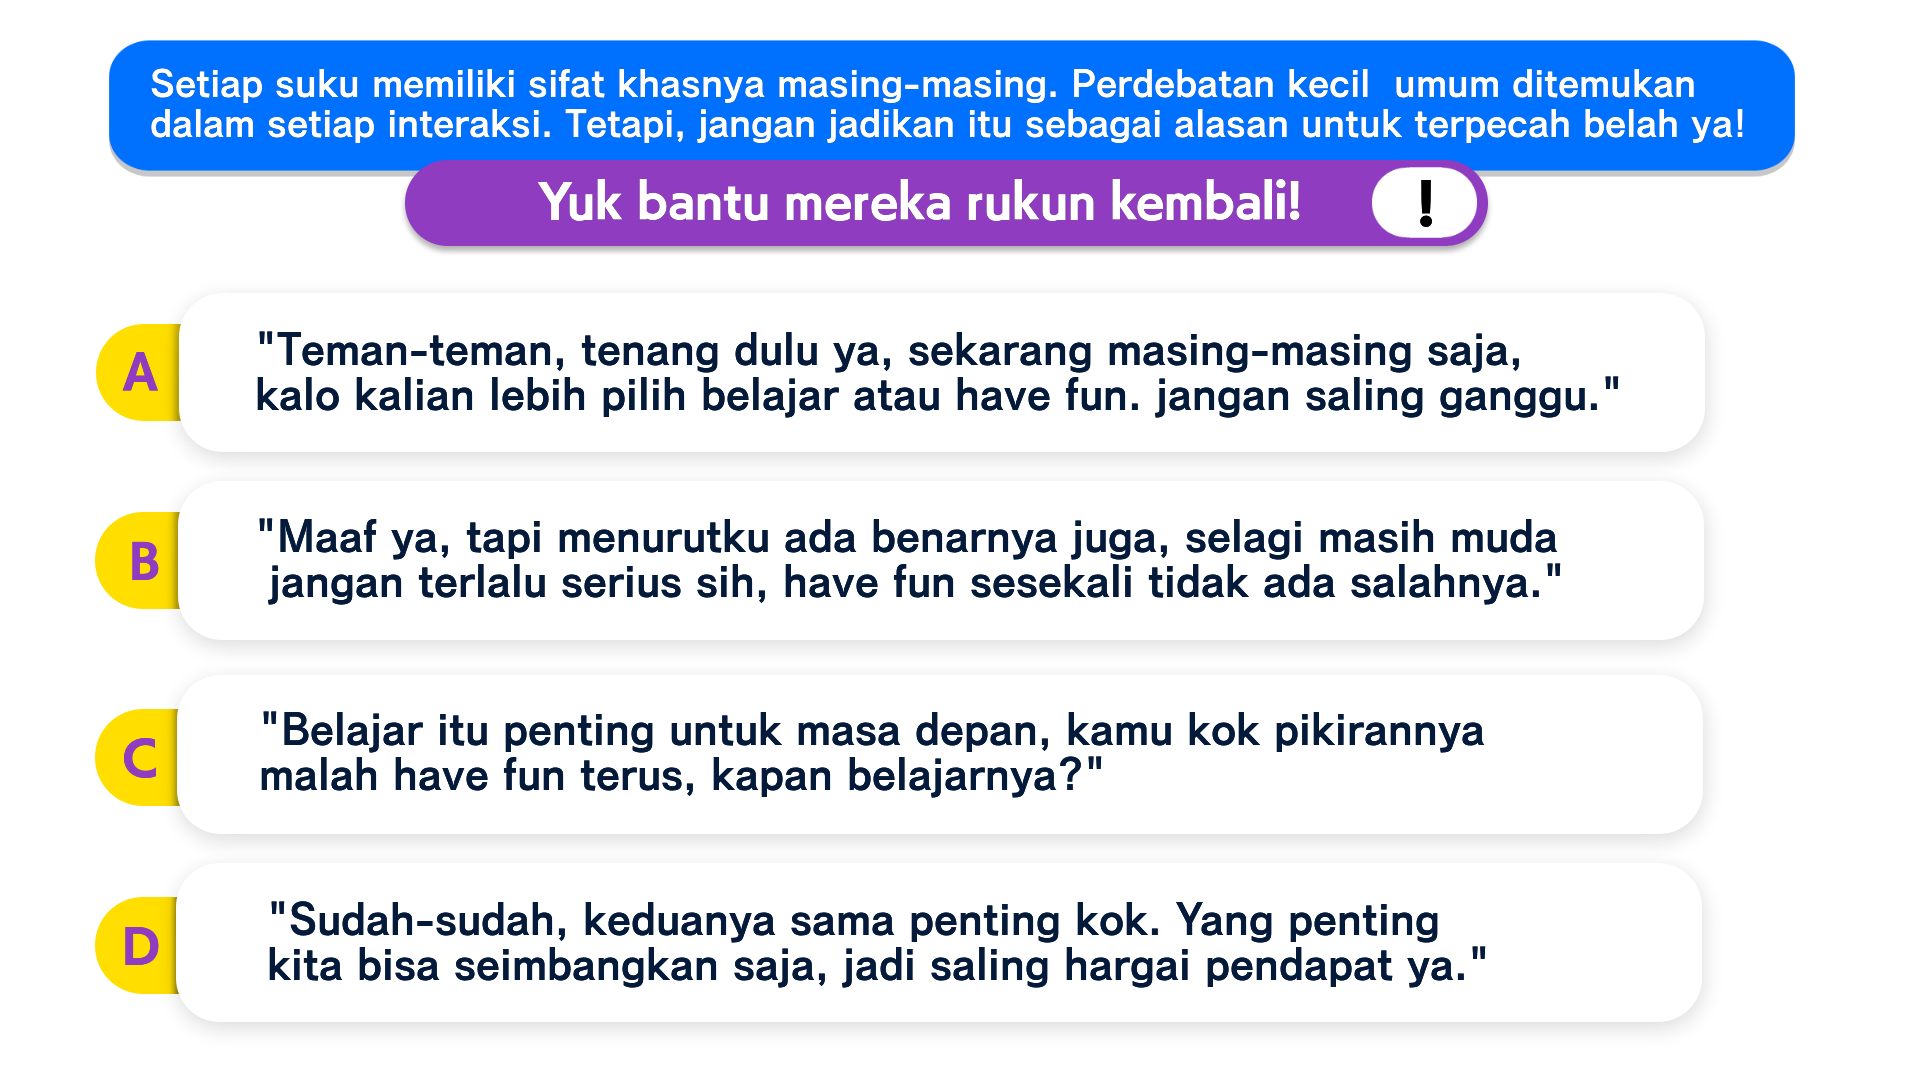 Setiap suku memiliki sifat khasnya masing-masing. Perdebatan kecil  umum ditemukan
dalam setiap interaksi. Tetapi, jangan jadikan itu sebagai alasan untuk terpecah belah ya!
Yuk bantu mereka rukun kembali! !
A "Teman-teman, tenang dulu ya, sekarang masing-masing saja,
kalo kalian lebih pilih belajar atau have fun. jangan saling ganggu."
B "Maaf ya, tapi menurutku ada benarnya juga, selagi masih muda
jangan terlalu serius sih, have fun sesekali tidak ada salahnya."
C "Belajar itu penting untuk masa depan, kamu kok pikirannya
malah have fun terus, kapan belajarnya?"
D "Sudah-sudah, keduanya sama penting kok. Yang penting
kita bisa seimbangkan saja, jadi saling hargai pendapat ya."